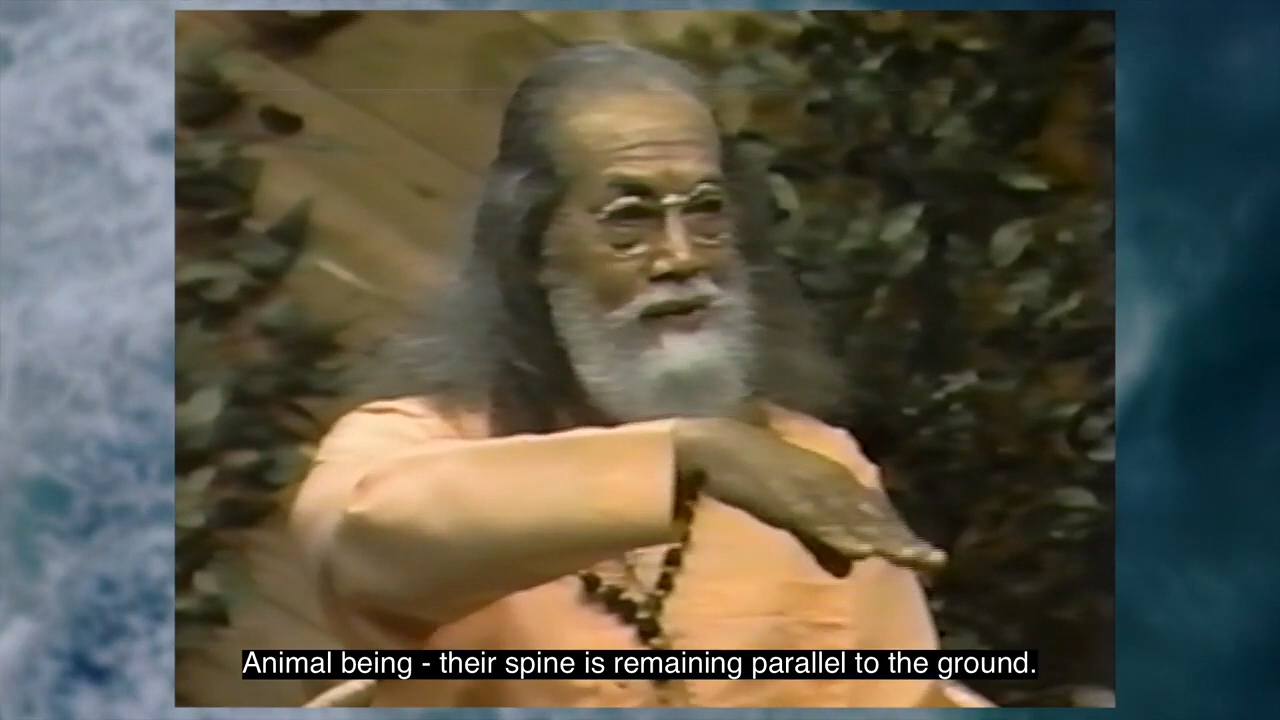 Animal being - their spine is remaining parallel to the ground.